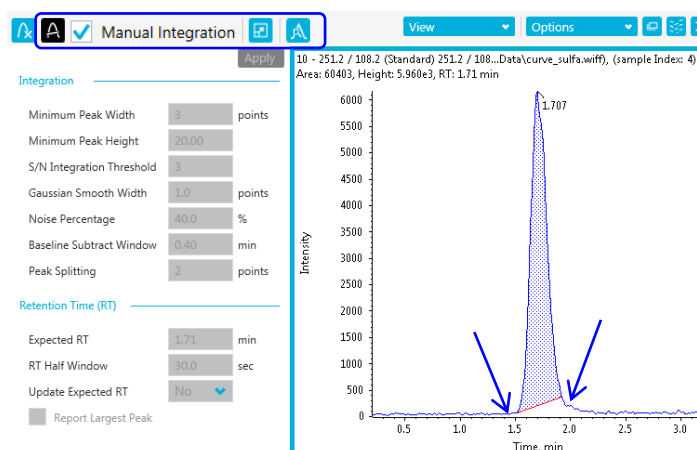 Manual Integration
View
Options
Apply
Integration
Minimum Peak Width 3 points
Minimum Peak Height 20.00
S/N Integration Threshold 3
Gaussian Smooth Width 1.0 points
Noise Percentage 40.0 %
Baseline Subtract Window 0.40 min
Peak Splitting 2 points
Retention Time (RT)
Expected RT 1.71 min
RT Half Window 30.0 sec
Update Expected RT No
Report Largest Peak
10 - 251.2 / 108.2 (Standard) 251.2 / 108...Data\curve_sulfa.wiff), (sample Index: 4)
Area: 60403, Height: 5.960e3, RT: 1.71 min
1.707
6000
5500
5000
4500
4000
3500
3000
2500
2000
1500
1000
500
0
Intensity
0.5 1.0 1.5 2.0 2.5 3.0
Time, min